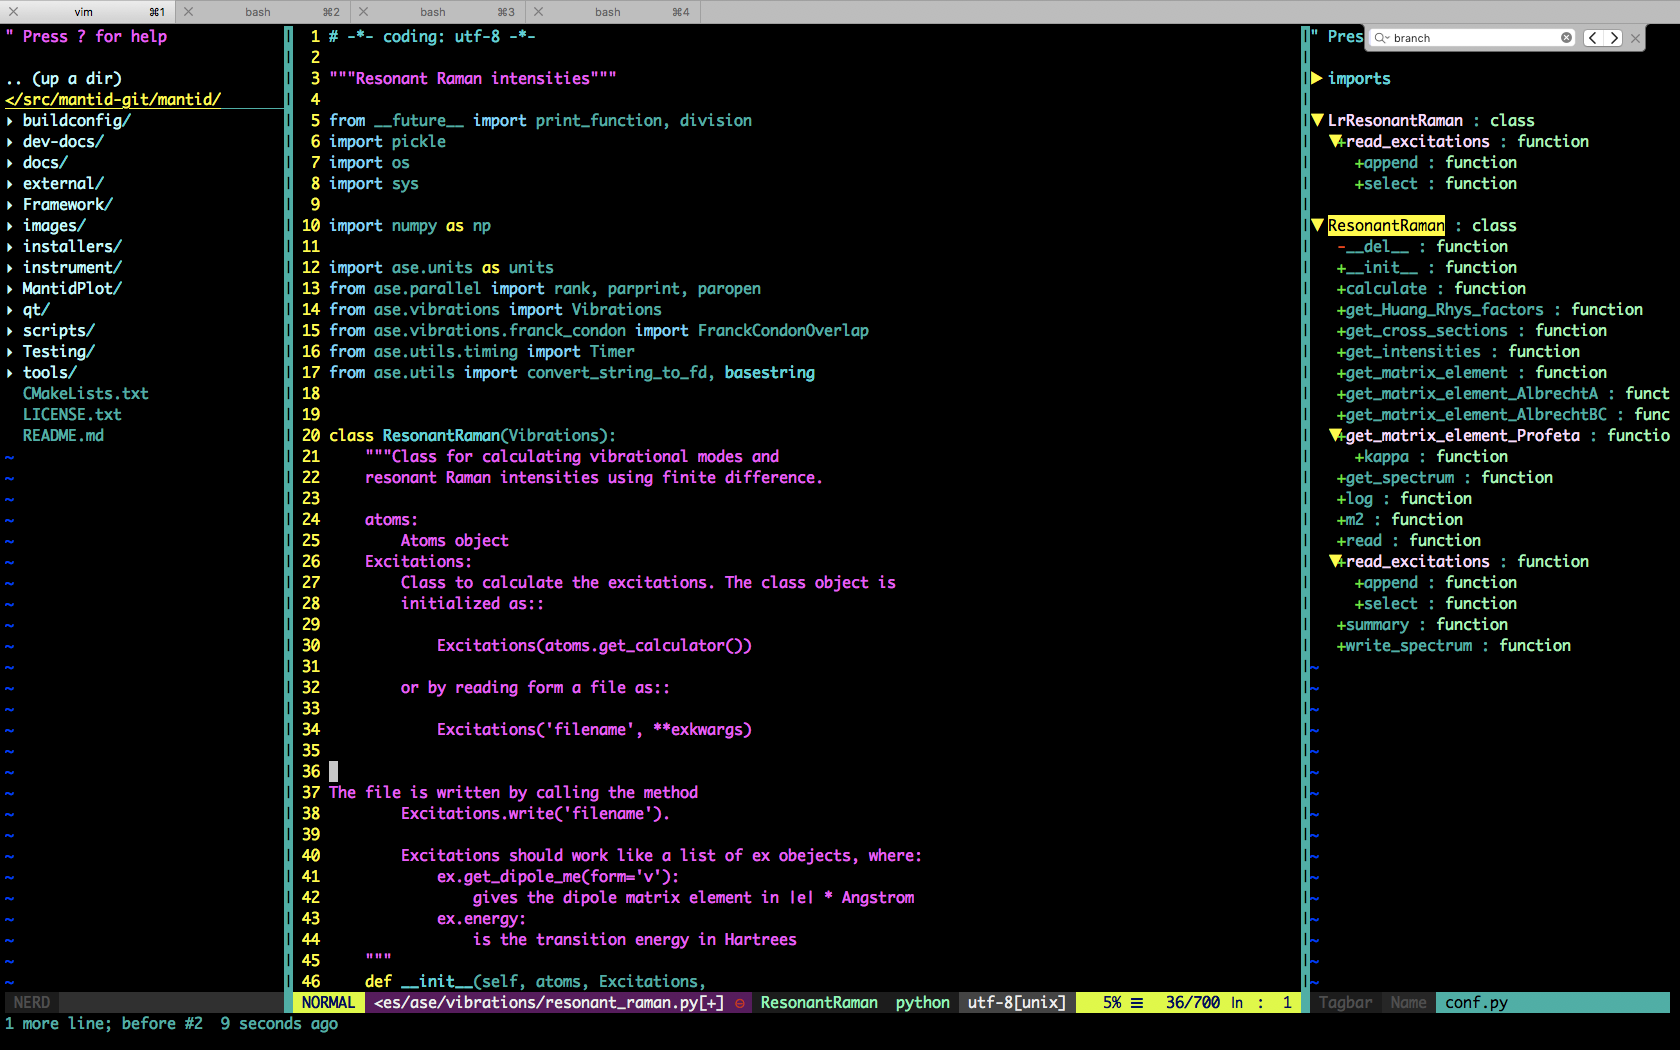 vim ⌘1 bash ⌘2 bash ⌘3 bash ⌘4
branch
" Press ? for help
.. (up a dir)
</src/mantid-git/mantid/
▸ buildconfig/
▸ dev-docs/
▸ docs/
▸ external/
▸ Framework/
▸ images/
▸ installers/
▸ instrument/
▸ MantidPlot/
▸ qt/
▸ scripts/
▸ Testing/
▸ tools/
CMakeLists.txt
LICENSE.txt
README.md
NERD
1 # -*- coding: utf-8 -*-
2
3 """Resonant Raman intensities"""
4
5 from __future__ import print_function, division
6 import pickle
7 import os
8 import sys
9
10 import numpy as np
11
12 import ase.units as units
13 from ase.parallel import rank, parprint, paropen
14 from ase.vibrations import Vibrations
15 from ase.vibrations.franck_condon import FranckCondonOverlap
16 from ase.utils.timing import Timer
17 from ase.utils import convert_string_to_fd, basestring
18
19
20 class ResonantRaman(Vibrations):
21     """Class for calculating vibrational modes and
22     resonant Raman intensities using finite difference.
23
24     atoms:
25         Atoms object
26     Excitations:
27         Class to calculate the excitations. The class object is
28         initialized as::
29
30             Excitations(atoms.get_calculator())
31
32         or by reading form a file as::
33
34             Excitations('filename', **exkwargs)
35
36
37 The file is written by calling the method
38         Excitations.write('filename').
39
40         Excitations should work like a list of ex obejects, where:
41             ex.get_dipole_me(form='v'):
42                 gives the dipole matrix element in |e| * Angstrom
43             ex.energy:
44                 is the transition energy in Hartrees
45     """
46     def __init__(self, atoms, Excitations,
NORMAL <es/ase/vibrations/resonant_raman.py[+] ⊖ ResonantRaman python utf-8[unix] 5% ☰ 36/700 ln : 1
" Pres
▶ imports
▼ LrResonantRaman : class
▼+read_excitations : function
+append : function
+select : function
▼ ResonantRaman : class
-__del__ : function
+__init__ : function
+calculate : function
+get_Huang_Rhys_factors : function
+get_cross_sections : function
+get_intensities : function
+get_matrix_element : function
+get_matrix_element_AlbrechtA : funct
+get_matrix_element_AlbrechtBC : func
▼+get_matrix_element_Profeta : functio
+kappa : function
+get_spectrum : function
+log : function
+m2 : function
+read : function
▼+read_excitations : function
+append : function
+select : function
+summary : function
+write_spectrum : function
Tagbar Name conf.py
1 more line; before #2 9 seconds ago